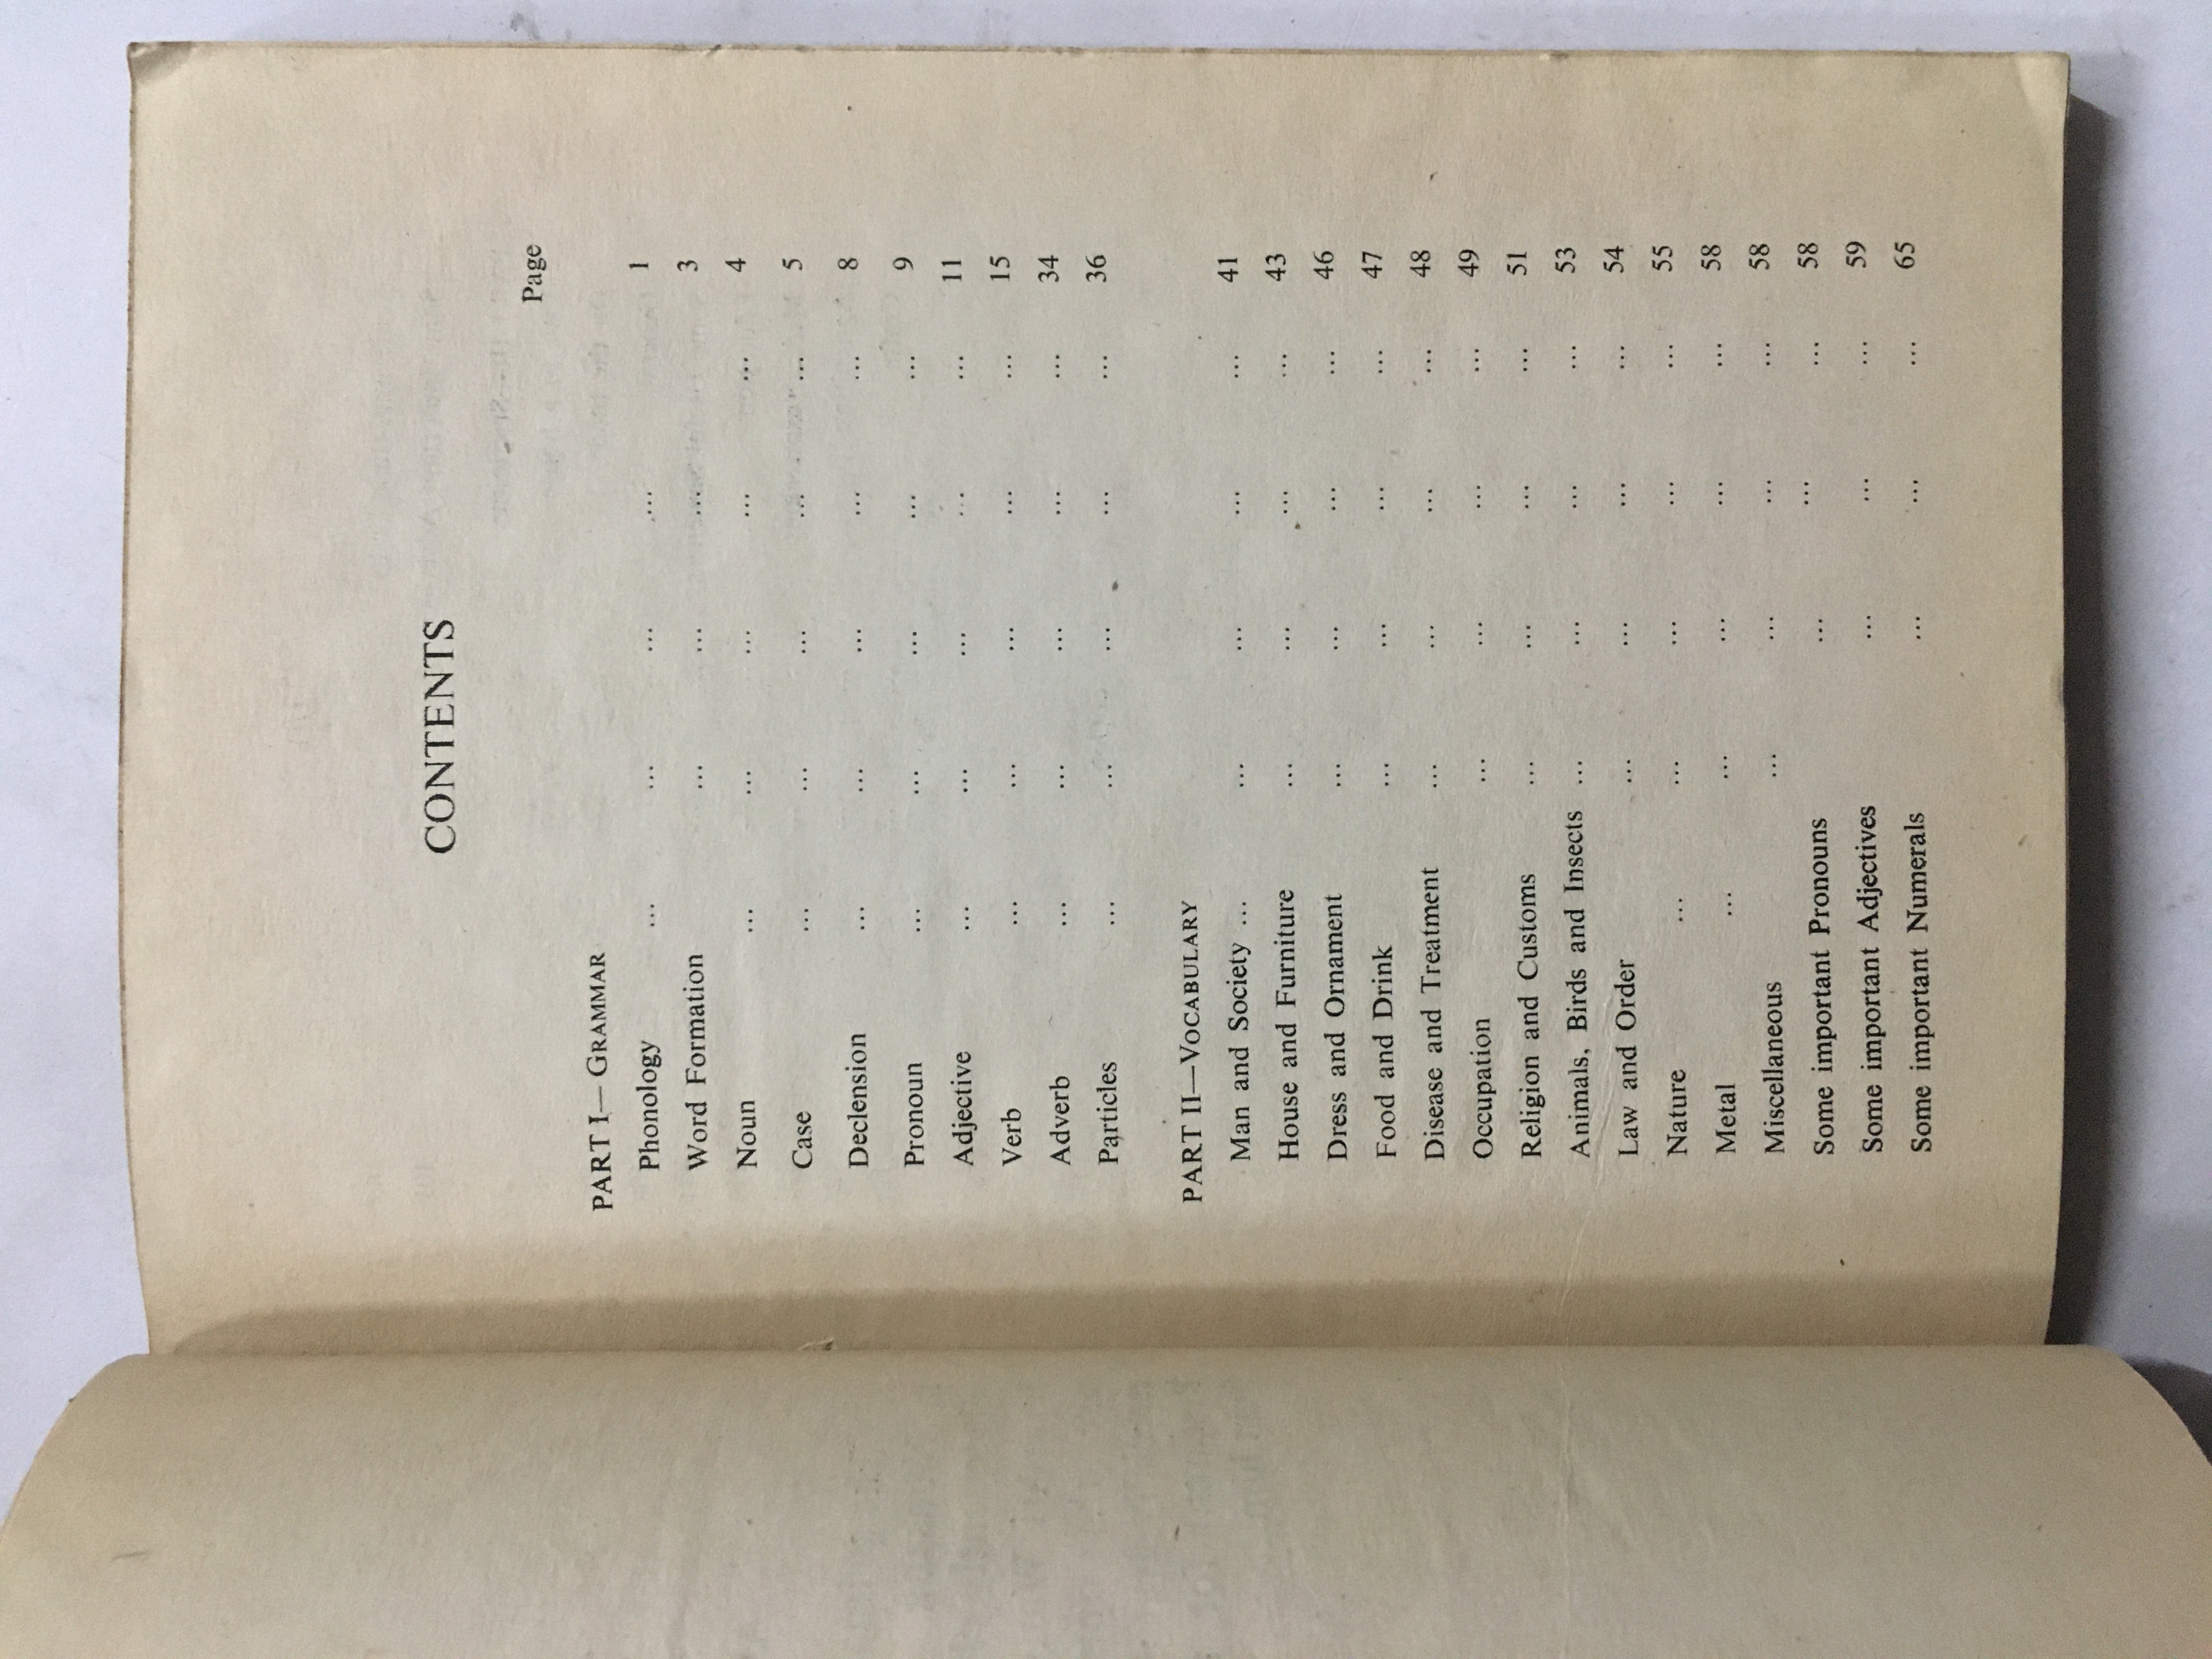 CONTENTS
Page
PART I—GRAMMAR
Phonology ... ... ... ... 1
Word Formation ... ... ... 3
Noun ... ... ... ... ... 4
Case ... ... ... ... ... 5
Declension ... ... ... ... ... 8
Pronoun ... ... ... ... ... 9
Adjective ... ... ... ... ... 11
Verb ... ... ... ... ... 15
Adverb ... ... ... ... ... 34
Particles ... ... ... ... ... 36
PART II—VOCABULARY
Man and Society ... ... ... ... ... 41
House and Furniture ... ... ... ... 43
Dress and Ornament ... ... ... ... 46
Food and Drink ... ... ... ... 47
Disease and Treatment ... ... ... ... 48
Occupation ... ... ... ... 49
Religion and Customs ... ... ... ... 51
Animals, Birds and Insects ... ... ... ... 53
Law and Order ... ... ... ... 54
Nature ... ... ... ... ... 55
Metal ... ... ... ... ... 58
Miscellaneous ... ... ... ... 58
Some important Pronouns ... ... ... 58
Some important Adjectives ... ... ... 59
Some important Numerals ... ... ... 65